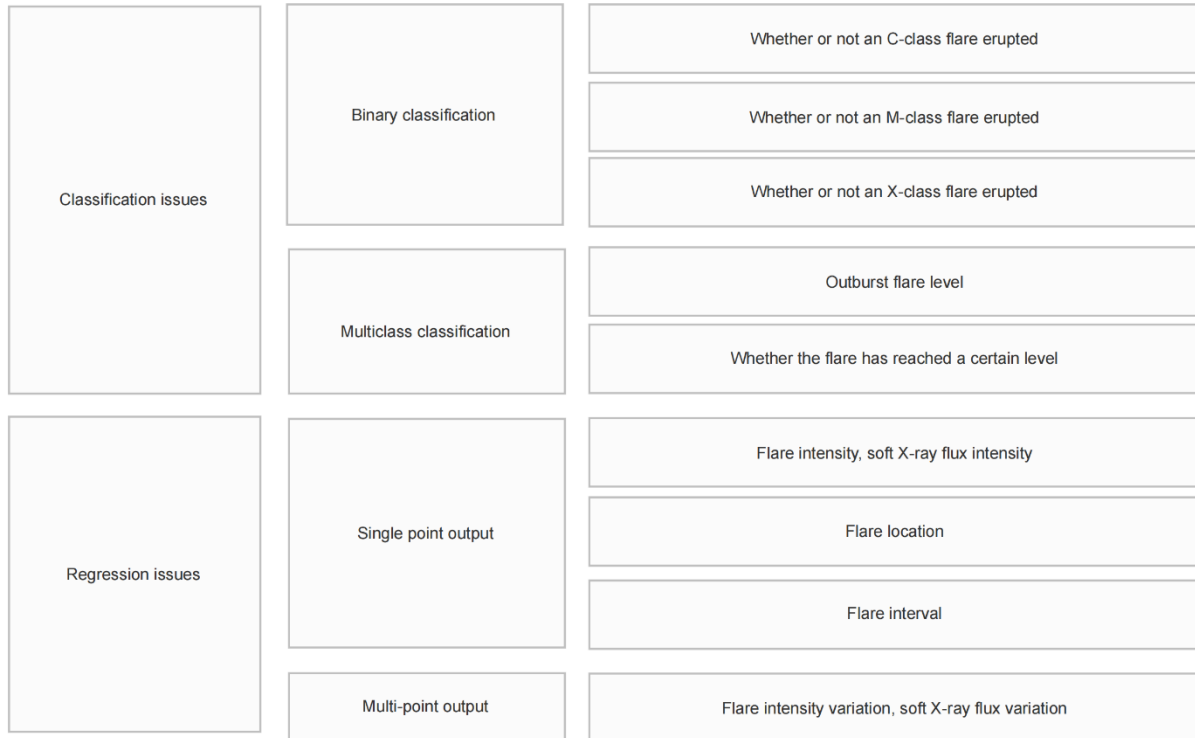 Classification issues
Binary classification
Whether or not an C-class flare erupted
Whether or not an M-class flare erupted
Whether or not an X-class flare erupted
Multiclass classification
Outburst flare level
Whether the flare has reached a certain level
Regression issues
Single point output
Flare intensity, soft X-ray flux intensity
Flare location
Flare interval
Multi-point output
Flare intensity variation, soft X-ray flux variation